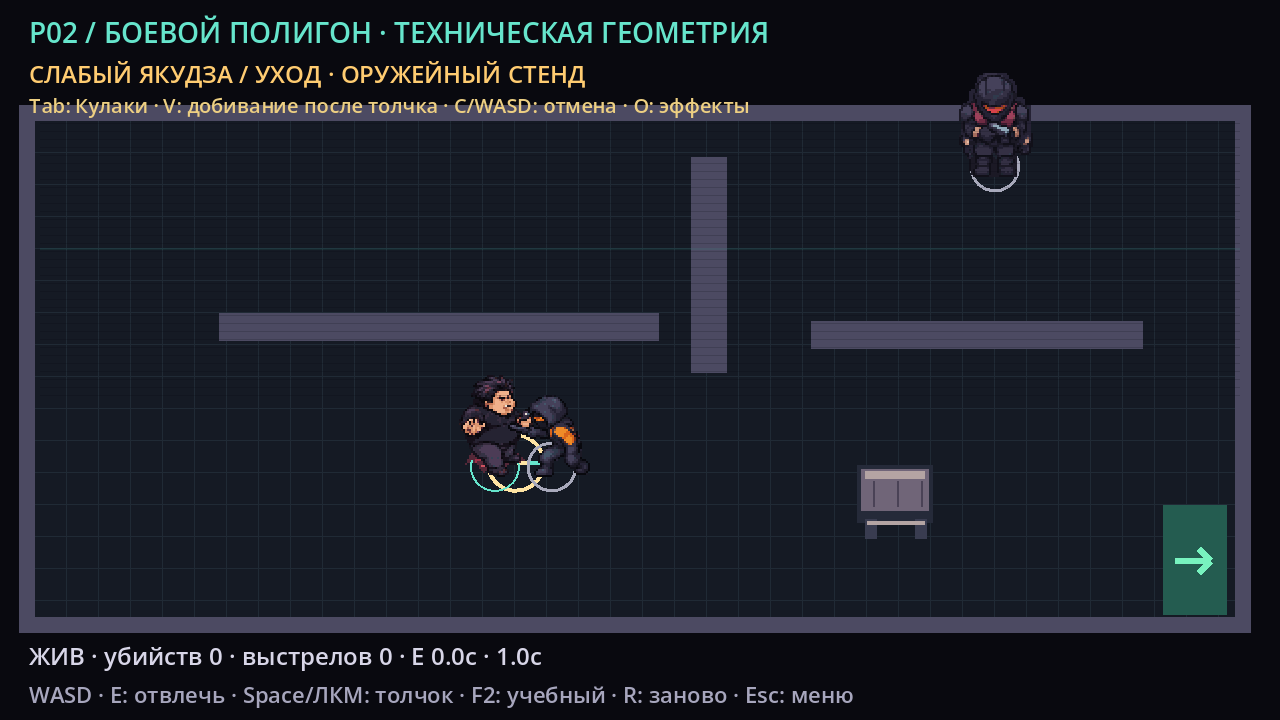 P02 / БОЕВОЙ ПОЛИГОН · ТЕХНИЧЕСКАЯ ГЕОМЕТРИЯ
СЛАБЫЙ ЯКУДЗА / УХОД · ОРУЖЕЙНЫЙ СТЕНД
Tab: Кулаки · V: добивание после толчка · C/WASD: отмена · O: эффекты
ЖИВ · убийств 0 · выстрелов 0 · E 0.0с · 1.0с
WASD · E: отвлечь · Space/ЛКМ: толчок · F2: учебный · R: заново · Esc: меню